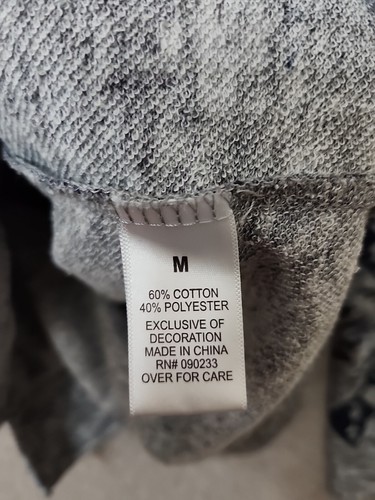 M
60% COTTON
40% POLYESTER
EXCLUSIVE OF
DECORATION
MADE IN CHINA
RN# 090233
OVER FOR CARE